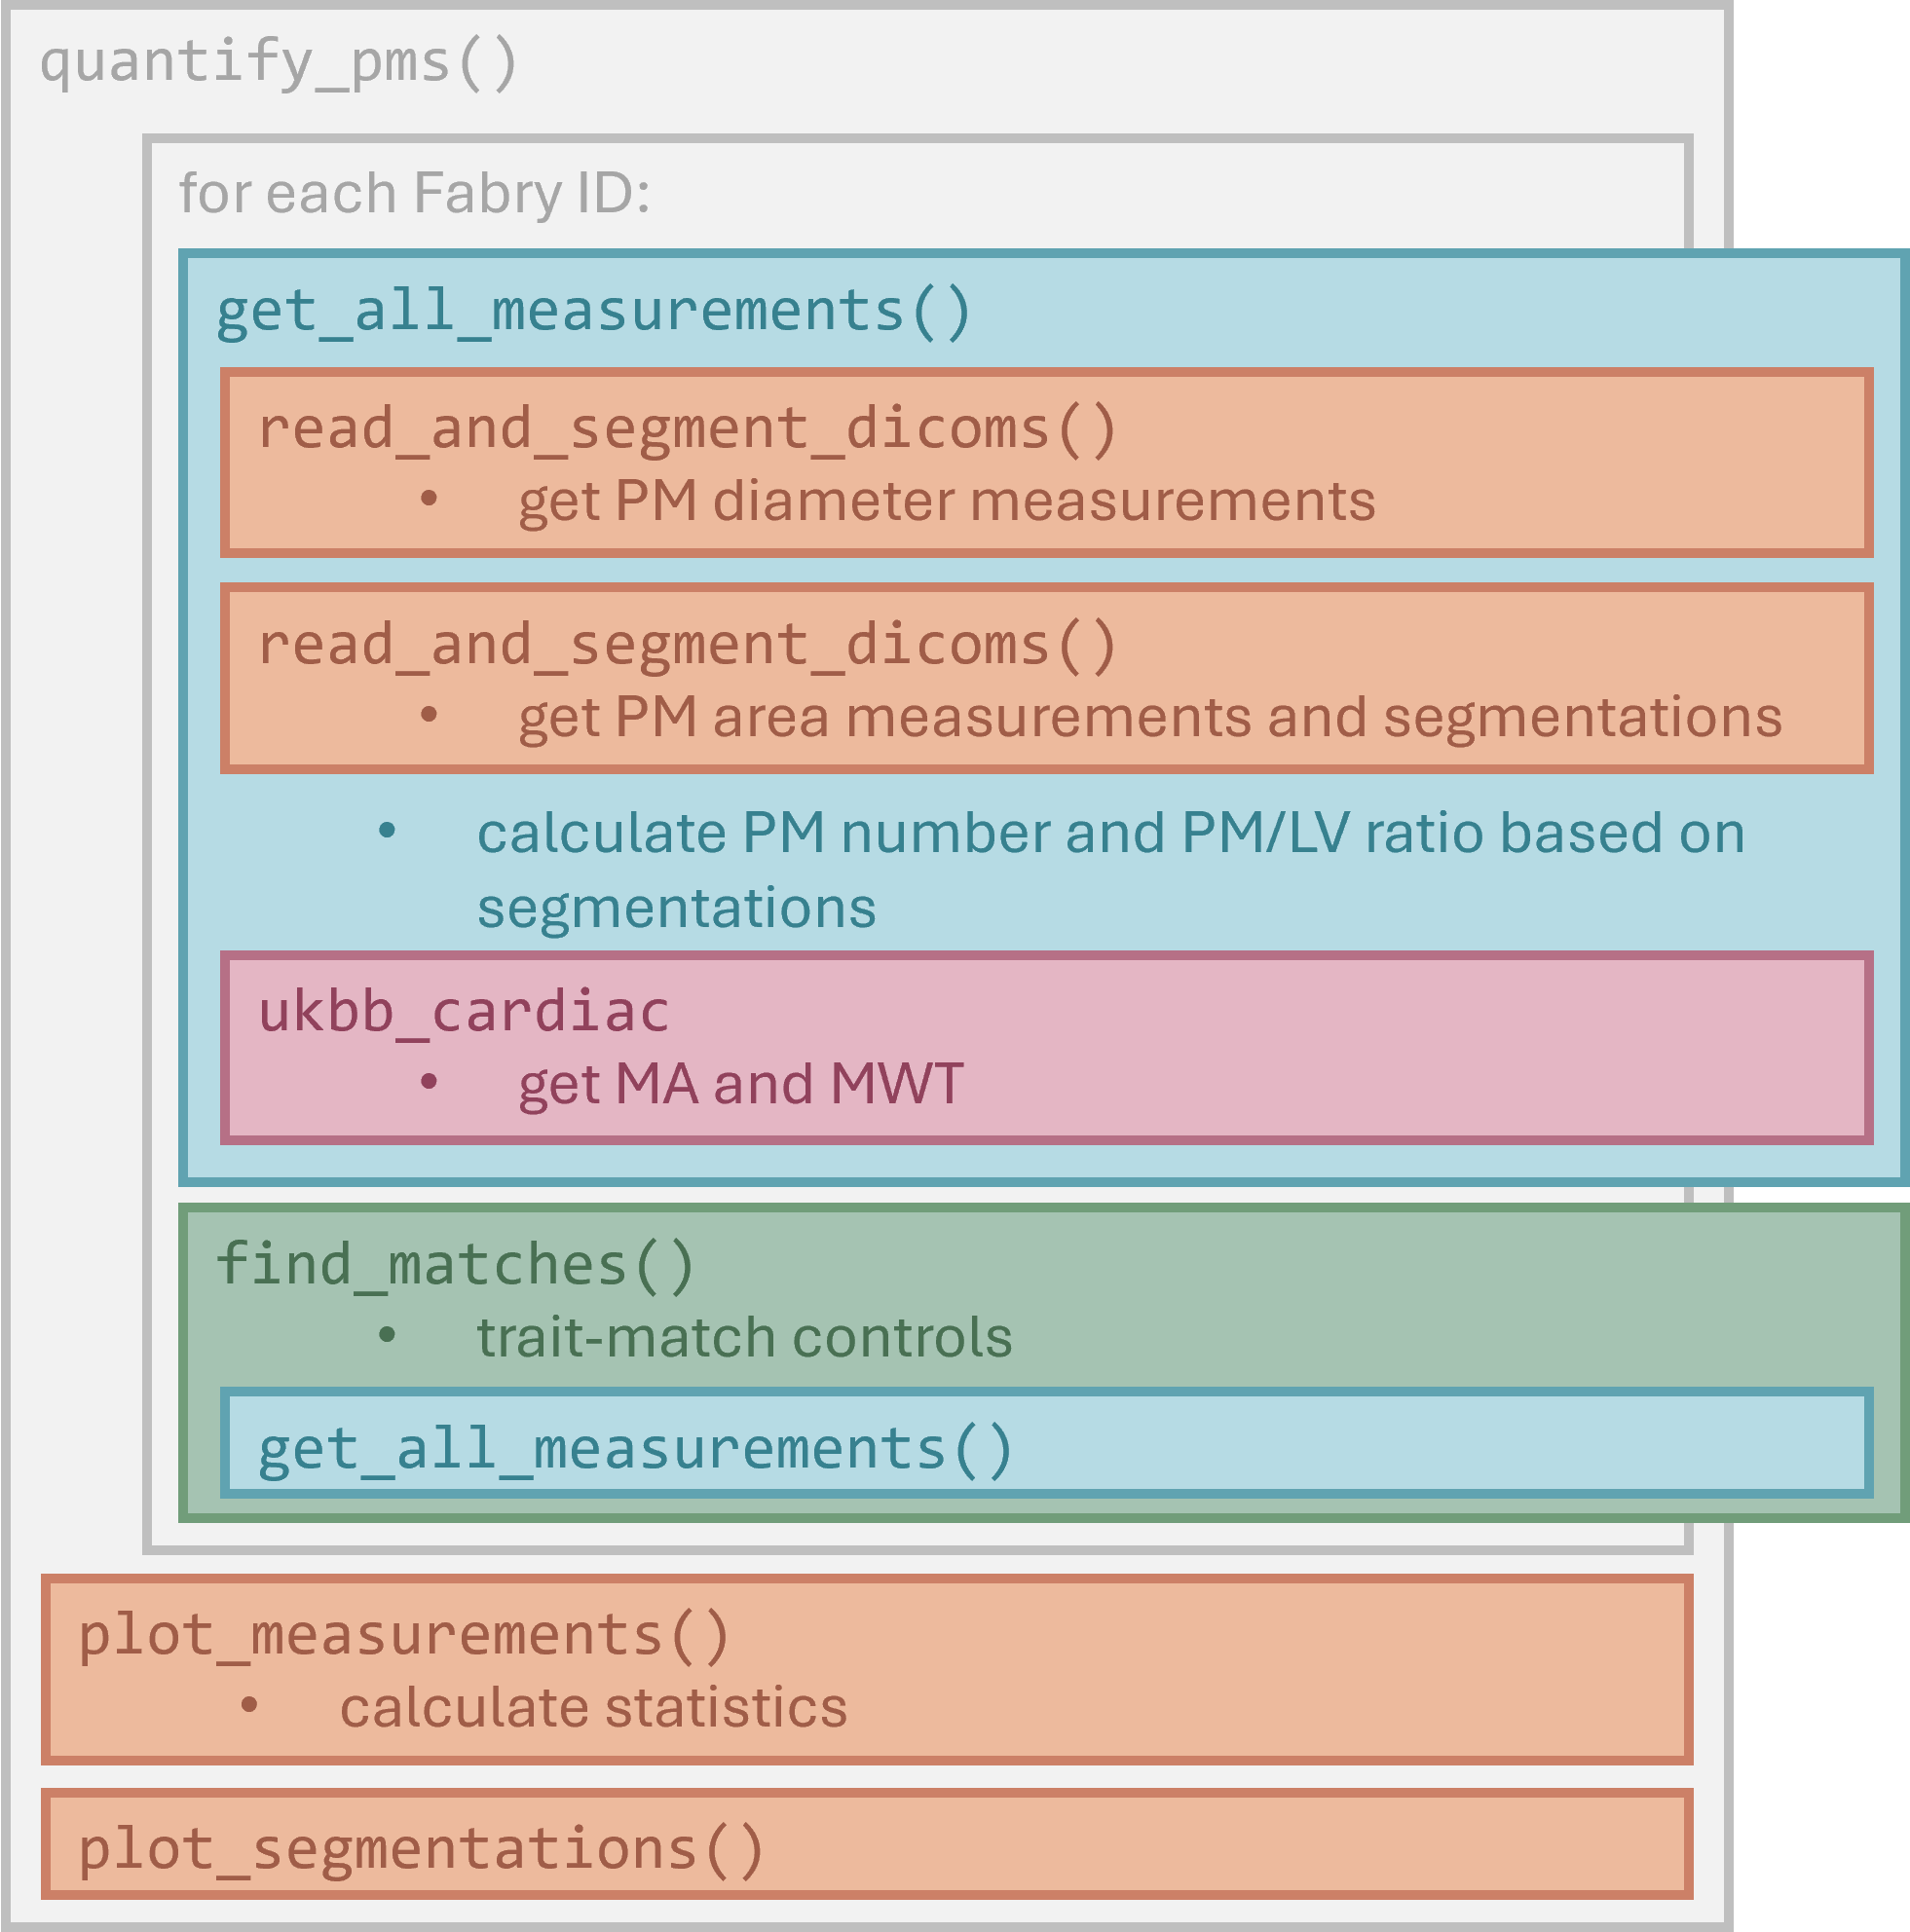 quantify_pms()
for each Fabry ID:
get_all_measurements()
read_and_segment_dicoms()
• get PM diameter measurements
read_and_segment_dicoms()
• get PM area measurements and segmentations
• calculate PM number and PM/LV ratio based on
segmentations
ukbb_cardiac
• get MA and MWT
find_matches()
• trait-match controls
get_all_measurements()
plot_measurements()
• calculate statistics
plot_segmentations()